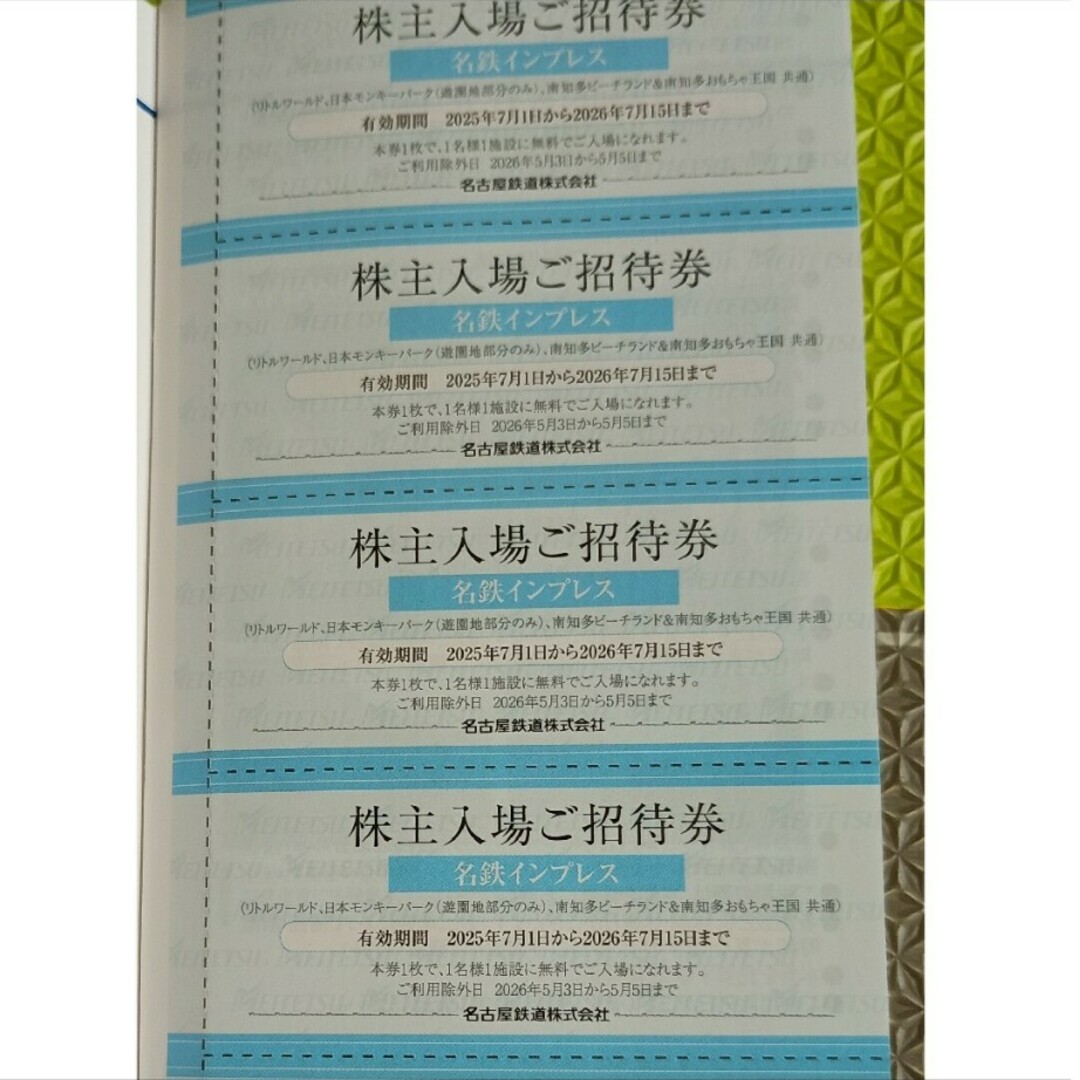 株主入場ご招待券
名鉄インプレス
(リトルワールド、日本モンキーパーク(遊園地部分のみ)、南知多ビーチランド&南知多おもちゃ王国 共通)
有効期間 2025年7月1日から2026年7月15日まで
本券1枚で、1名様1施設に無料でご入場になれます。
ご利用除外日 2026年5月3日から5月5日まで
名古屋鉄道株式会社
株主入場ご招待券
名鉄インプレス
(リトルワールド、日本モンキーパーク(遊園地部分のみ)、南知多ビーチランド&南知多おもちゃ王国 共通)
有効期間 2025年7月1日から2026年7月15日まで
本券1枚で、1名様1施設に無料でご入場になれます。
ご利用除外日 2026年5月3日から5月5日まで
名古屋鉄道株式会社
株主入場ご招待券
名鉄インプレス
(リトルワールド、日本モンキーパーク(遊園地部分のみ)、南知多ビーチランド&南知多おもちゃ王国 共通)
有効期間 2025年7月1日から2026年7月15日まで
本券1枚で、1名様1施設に無料でご入場になれます。
ご利用除外日 2026年5月3日から5月5日まで
名古屋鉄道株式会社
株主入場ご招待券
名鉄インプレス
(リトルワールド、日本モンキーパーク(遊園地部分のみ)、南知多ビーチランド&南知多おもちゃ王国 共通)
有効期間 2025年7月1日から2026年7月15日まで
本券1枚で、1名様1施設に無料でご入場になれます。
ご利用除外日 2026年5月3日から5月5日まで
名古屋鉄道株式会社